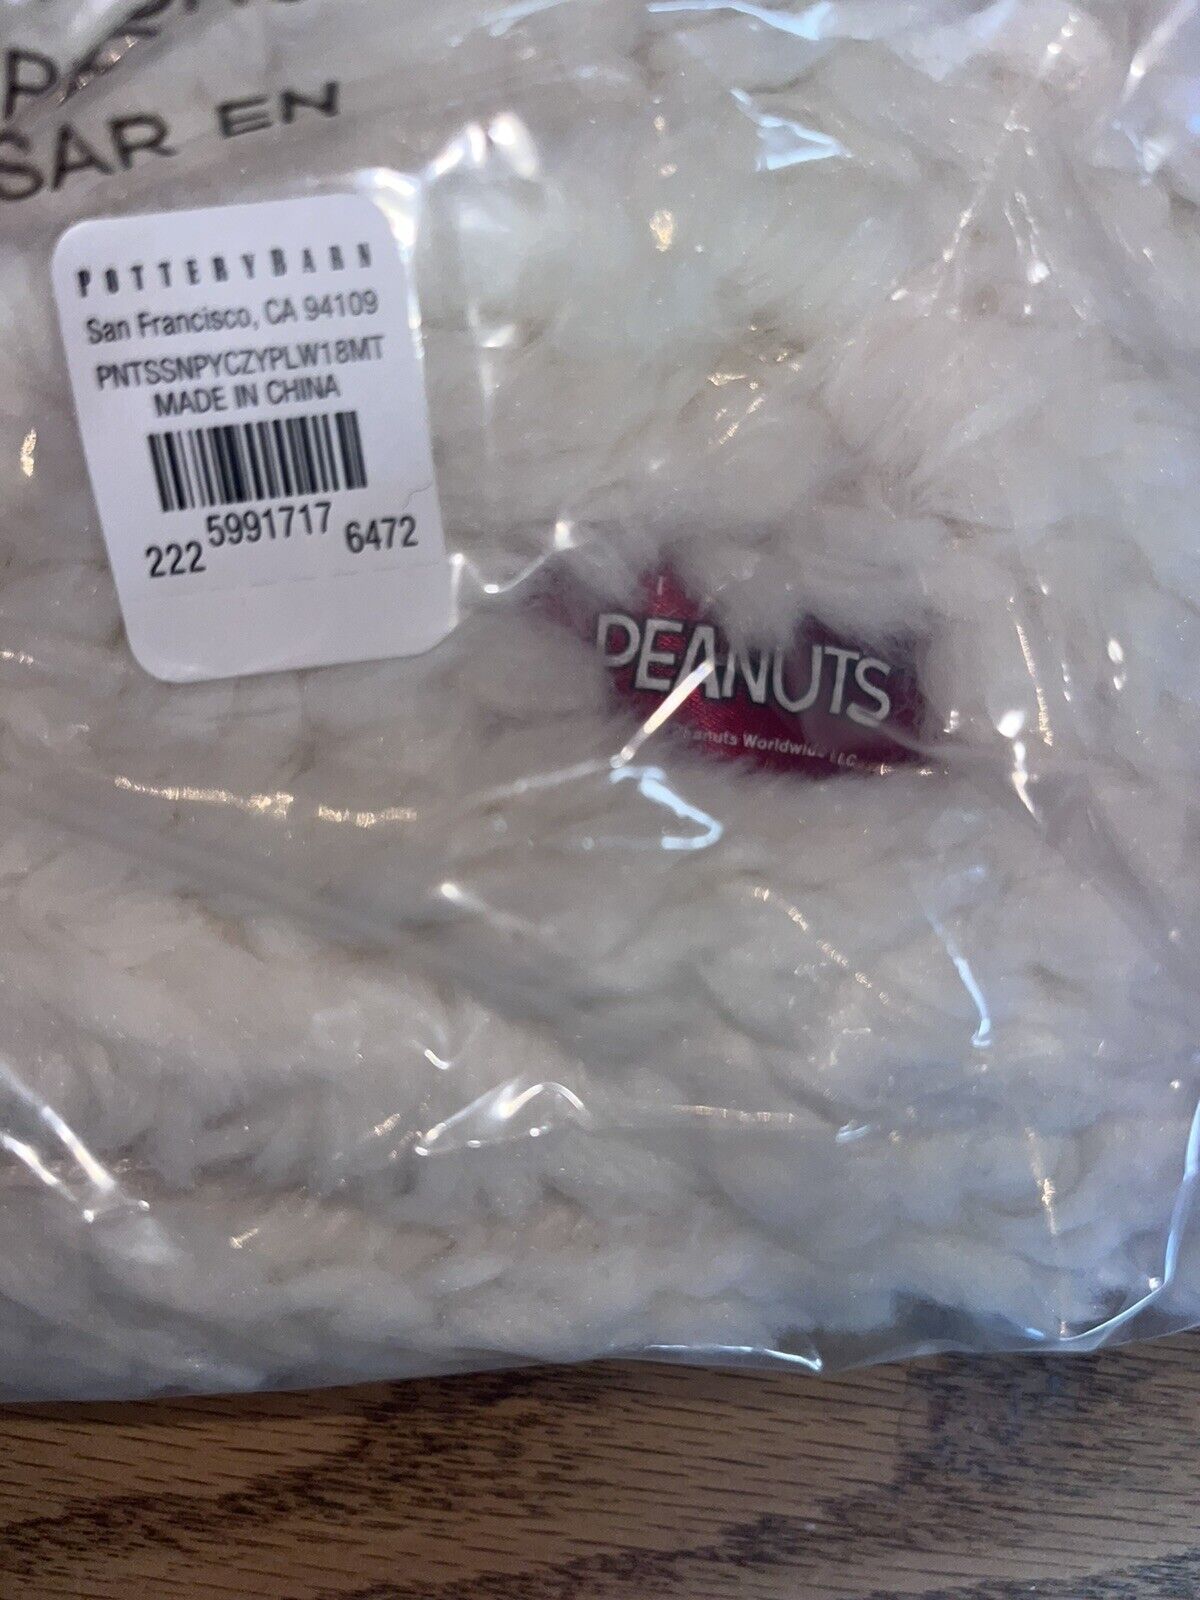 SAR EN
POTTERYBARN
San Francisco, CA 94109
PNTSSNPYCZYPLW18MT
MADE IN CHINA
222 5991717 6472
PEANUTS
Peanuts Worldwide LLC